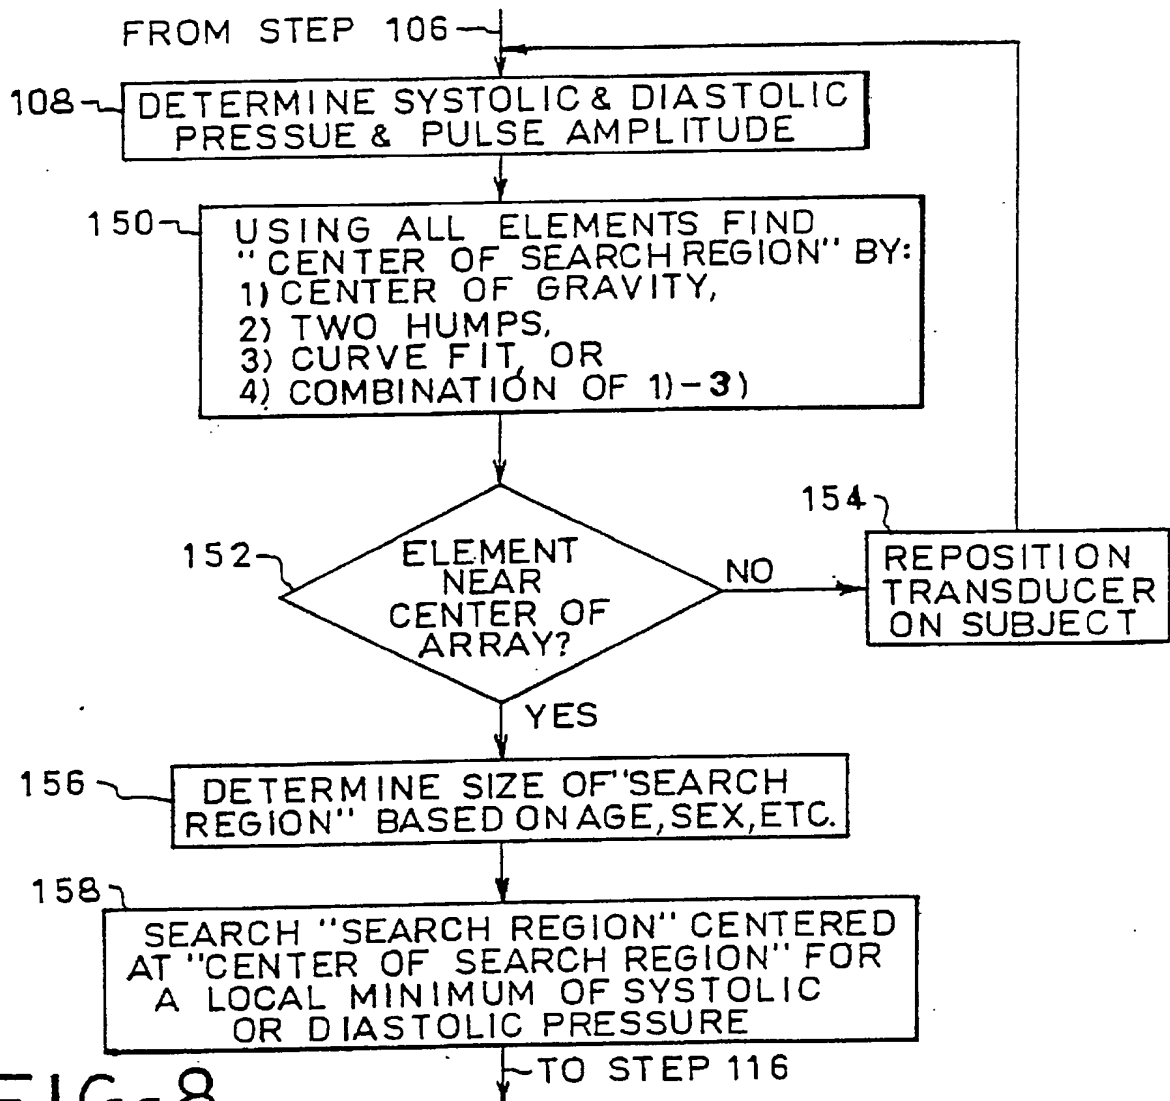 FROM STEP 106
108
DETERMINE SYSTOLIC & DIASTOLIC
PRESSUE & PULSE AMPLITUDE
150
USING ALL ELEMENTS FIND
"CENTER OF SEARCH REGION" BY:
1) CENTER OF GRAVITY,
2) TWO HUMPS,
3) CURVE FIT, OR
4) COMBINATION OF 1)-3)
152
ELEMENT
NEAR
CENTER OF
ARRAY?
NO
154
REPOSITION
TRANSDUCER
ON SUBJECT
YES
156
DETERMINE SIZE OF "SEARCH
REGION" BASED ON AGE, SEX, ETC.
158
SEARCH "SEARCH REGION" CENTERED
AT "CENTER OF SEARCH REGION" FOR
A LOCAL MINIMUM OF SYSTOLIC
OR DIASTOLIC PRESSURE
TO STEP 116
FIG-8